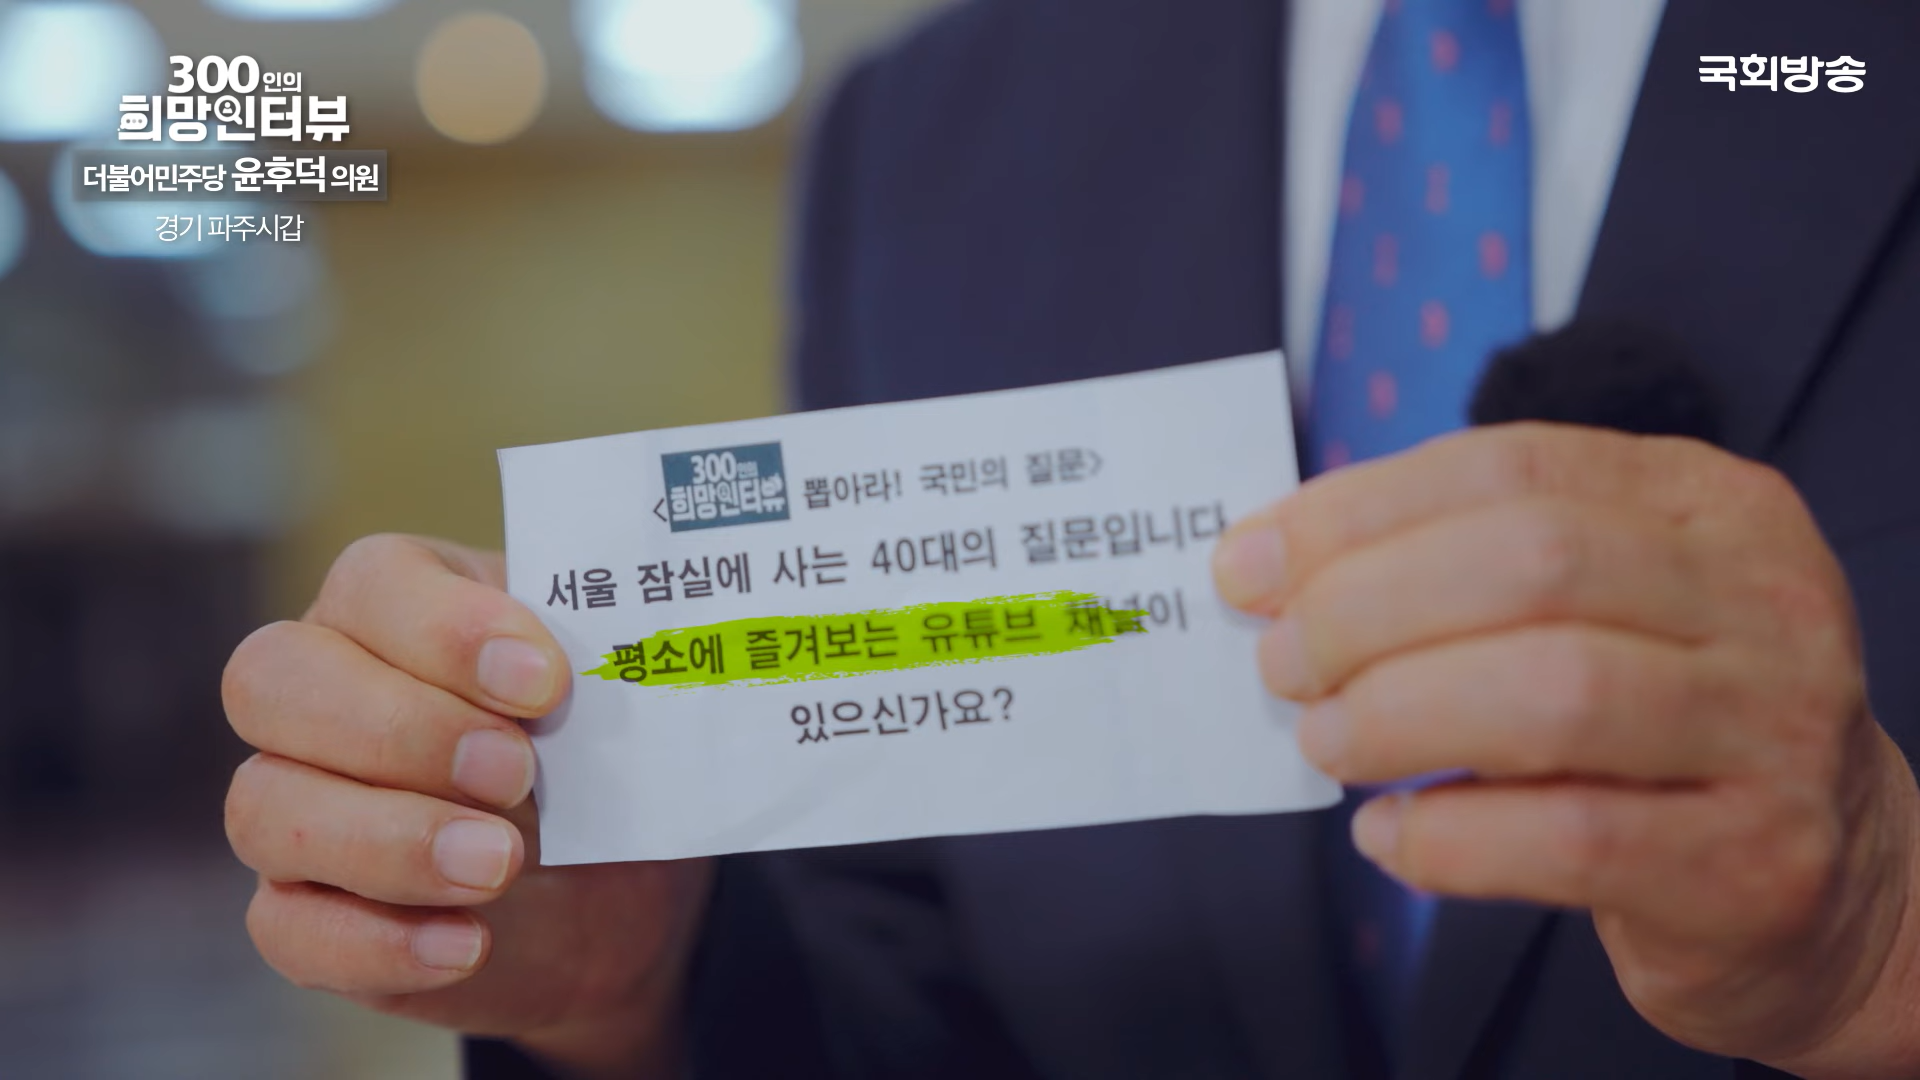 300인의
희망인터뷰
더불어민주당 윤후덕 의원
경기 파주시갑
국회방송
<300인의 희망인터뷰 뽑아라! 국민의 질문>
서울 잠실에 사는 40대의 질문입니다
평소에 즐겨보는 유튜브 채널이
있으신가요?